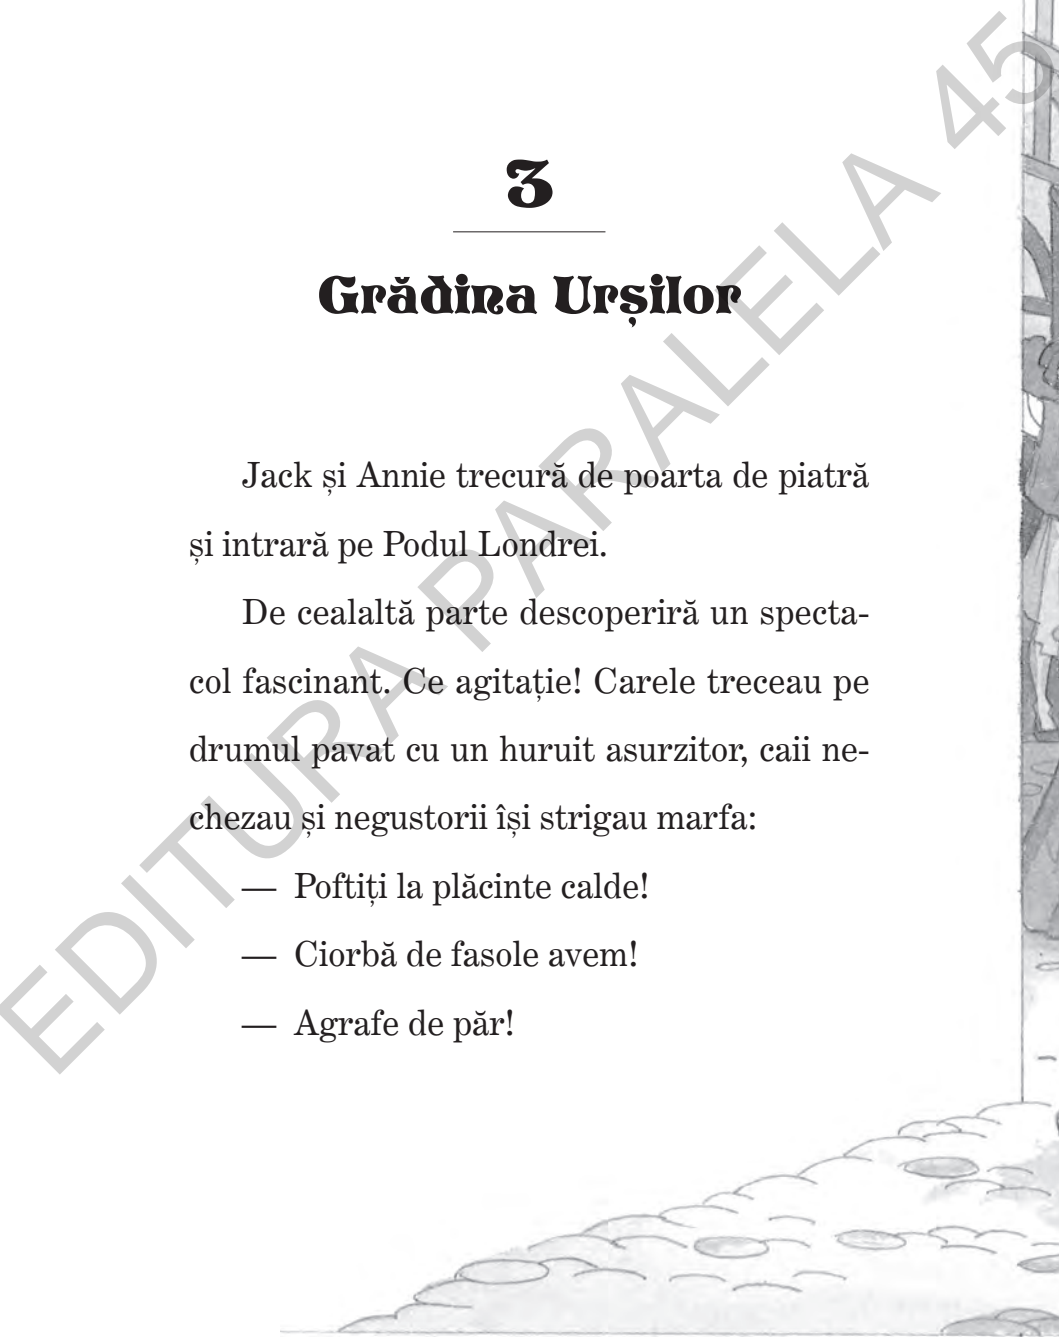 3
Grădina Urșilor
Jack și Annie trecură de poarta de piatră
și intrară pe Podul Londrei.
De cealaltă parte descoperiră un specta-
col fascinant. Ce agitație! Carele treceau pe
drumul pavat cu un huruit asurzitor, caii ne-
chezau și negustorii își strigau marfa:
— Poftiți la plăcinte calde!
— Ciorbă de fasole avem!
— Agrafe de păr!
EDITURA PARALELA 45